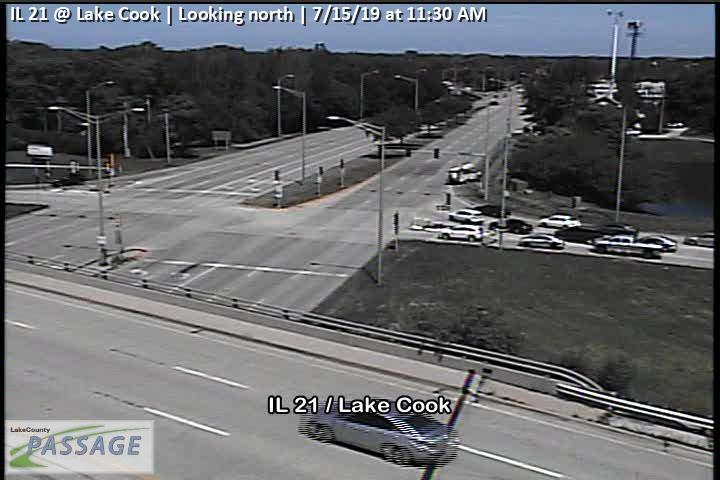 IL 21 @ Lake Cook | Looking north | 7/15/19 at 11:30 AM
IL 21 / Lake Cook
LakeCounty
PASSAGE